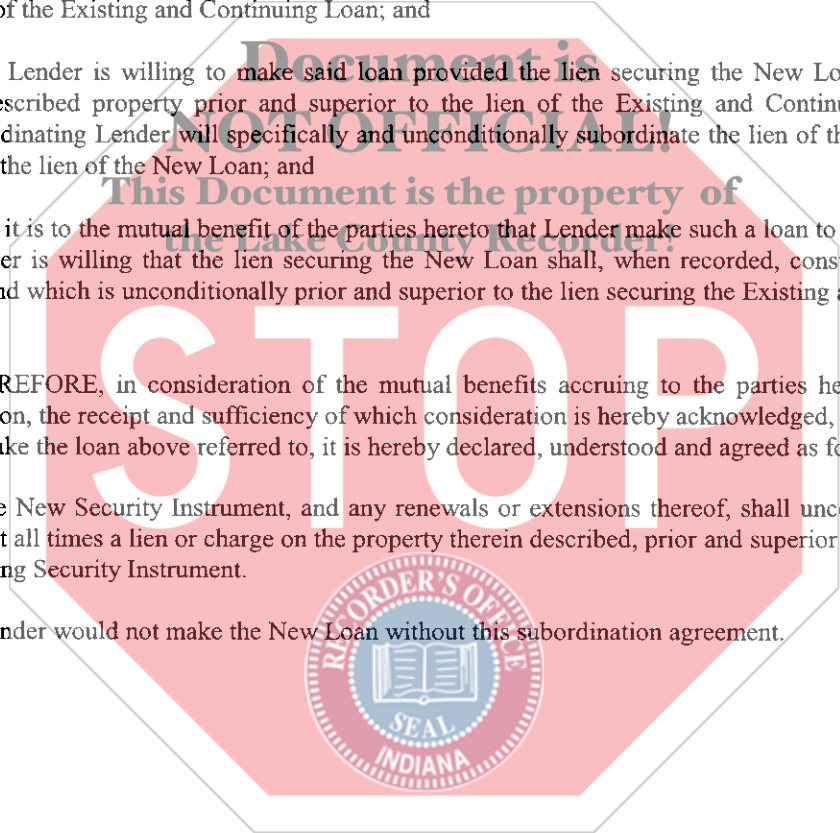 of the Existing and Continuing Loan; and
Document is
Lender is willing to make said loan provided the lien securing the New Lo
scribed property prior and superior to the lien of the Existing and Contin
NOT OFFICIAL!
dinating Lender will specifically and unconditionally subordinate the lien of th
the lien of the New Loan; and
This Document is the property of
it is to the mutual benefit of the parties hereto that Lender make such a loan to
the Lake County Recorder!
er is willing that the lien securing the New Loan shall, when recorded, cons
nd which is unconditionally prior and superior to the lien securing the Existing a
STOP
REFORE, in consideration of the mutual benefits accruing to the parties he
on, the receipt and sufficiency of which consideration is hereby acknowledged,
ke the loan above referred to, it is hereby declared, understood and agreed as fo
e New Security Instrument, and any renewals or extensions thereof, shall unc
t all times a lien or charge on the property therein described, prior and superior
ng Security Instrument.
nder would not make the New Loan without this subordination agreement.
RECORDER'S OFFICE
SEAL
INDIANA